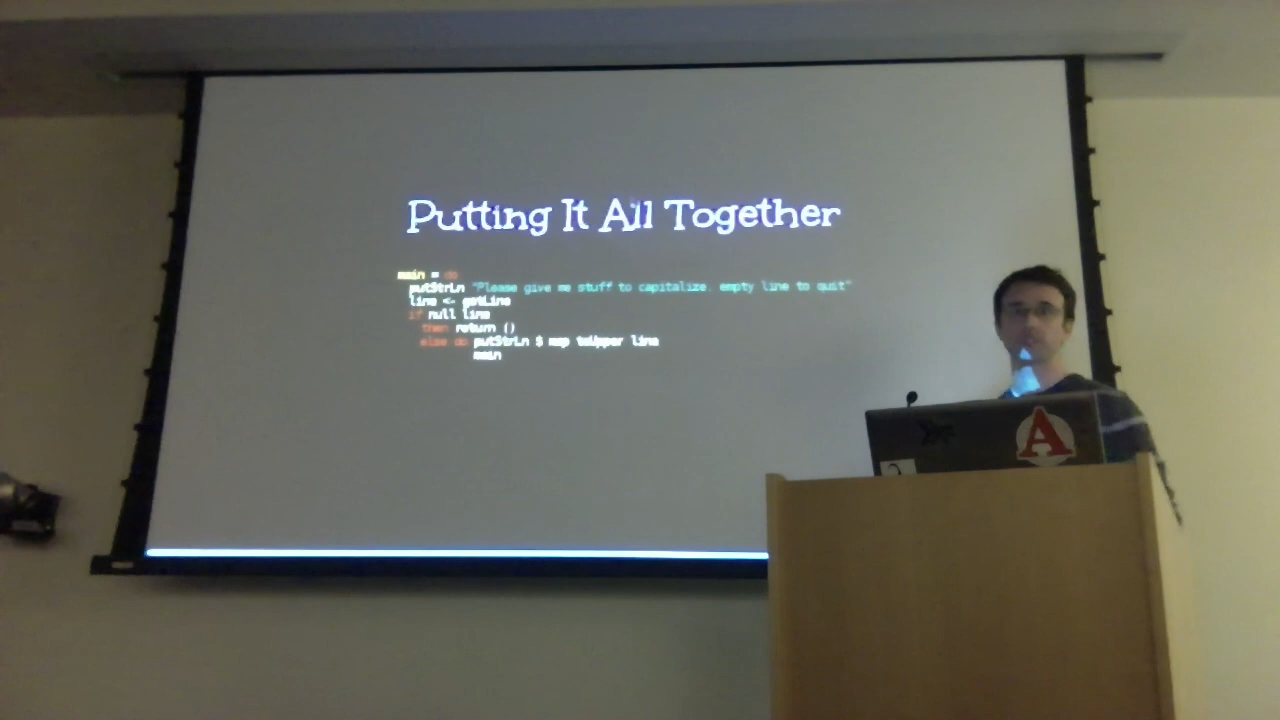 Putting It All Together
main = do
putStrLn "Please give me stuff to capitalize. empty line to quit"
line <- getLine
if null line
then return ()
else do putStrLn $ map toUpper line
main
A